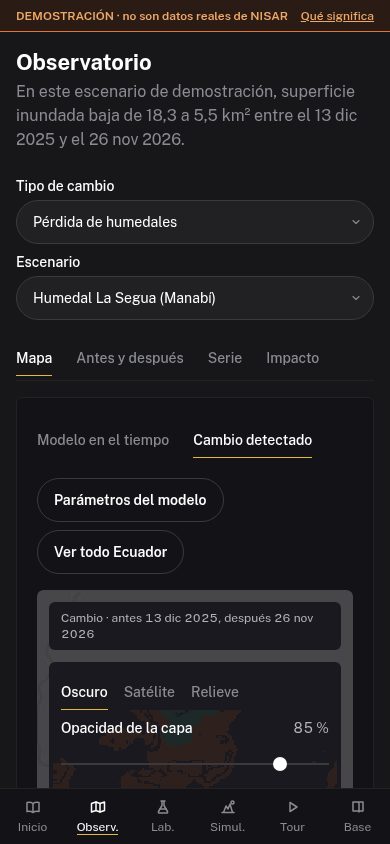 DEMOSTRACIÓN · no son datos reales de NISAR Qué significa
Observatorio
En este escenario de demostración, superficie
inundada baja de 18,3 a 5,5 km² entre el 13 dic
2025 y el 26 nov 2026.
Tipo de cambio
Pérdida de humedales
Escenario
Humedal La Segua (Manabí)
Mapa Antes y después Serie Impacto
Modelo en el tiempo Cambio detectado
Parámetros del modelo
Ver todo Ecuador
Cambio · antes 13 dic 2025, después 26 nov
2026
Oscuro Satélite Relieve
Opacidad de la capa 85 %
Inicio Observ. Lab. Simul. Tour Base